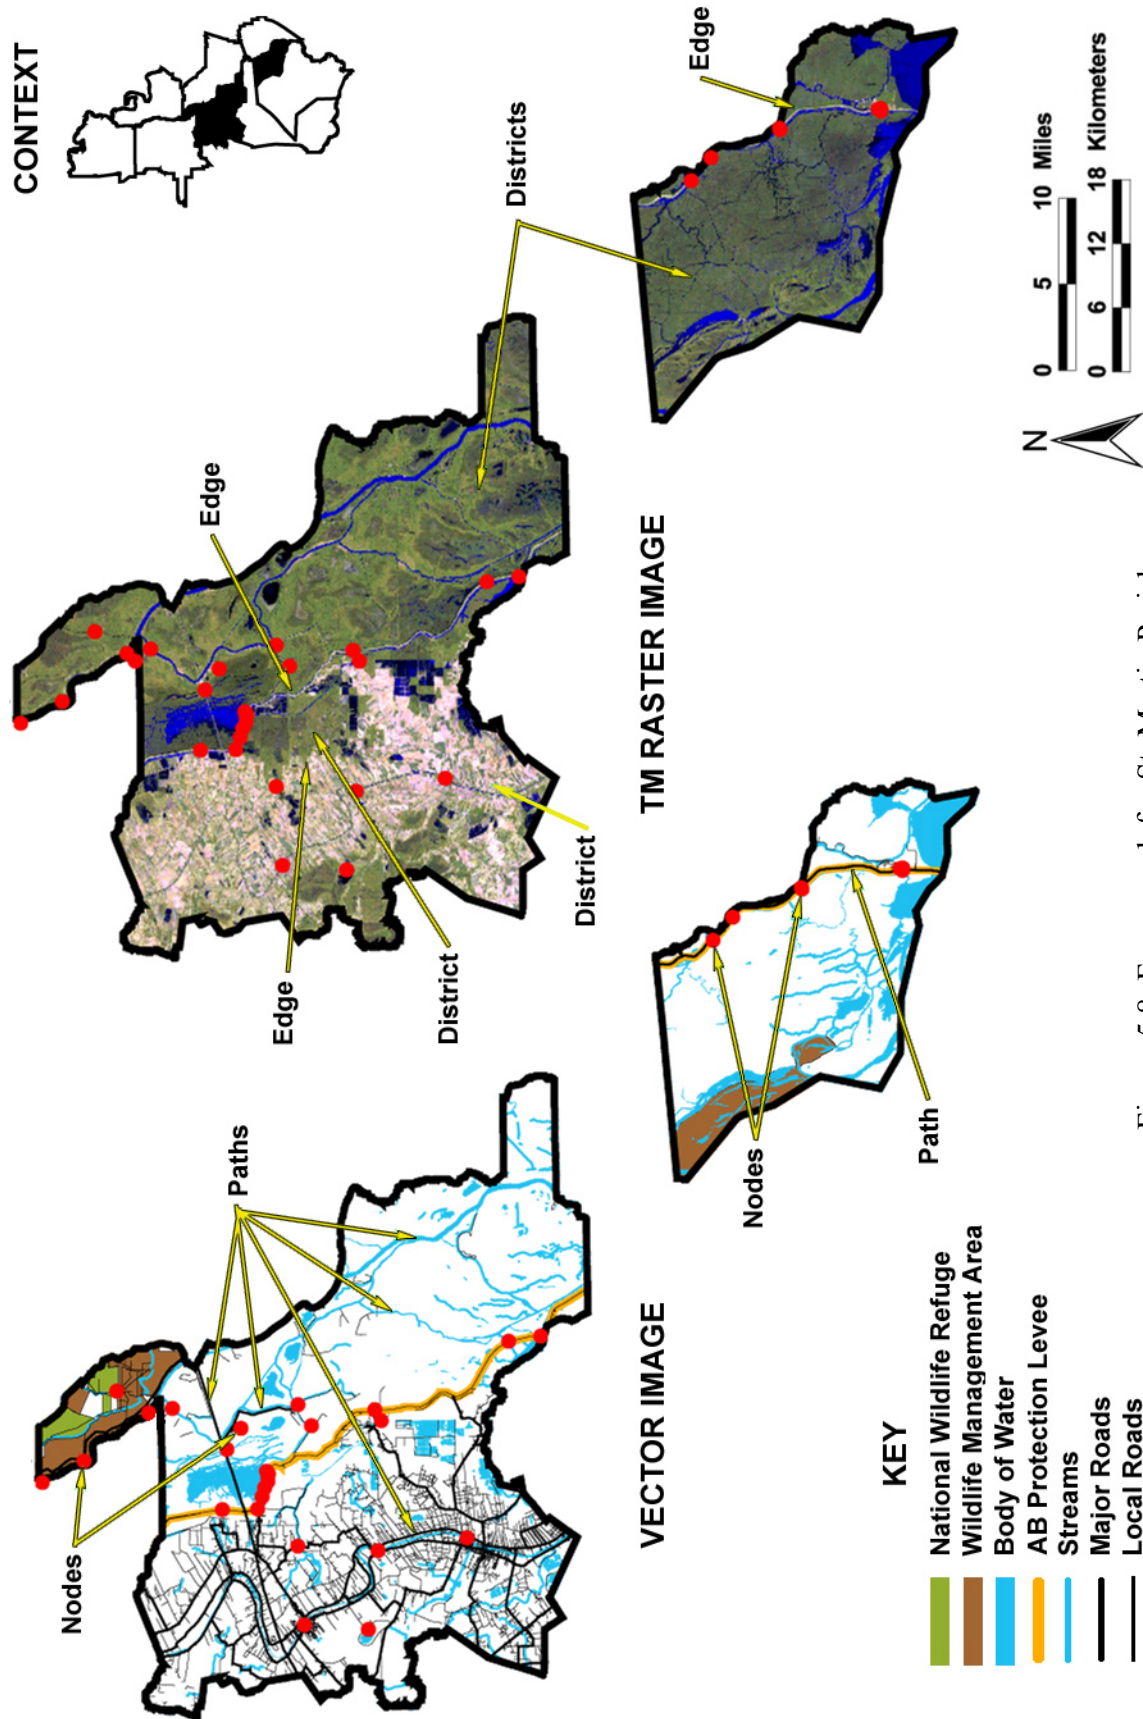 CONTEXT
Nodes
Paths
Edge
Edge
District
District
Districts
Edge
VECTOR IMAGE
TM RASTER IMAGE
Nodes
Path
KEY
National Wildlife Refuge
Wildlife Management Area
Body of Water
AB Protection Levee
Streams
Major Roads
Local Roads
N
0 5 10 Miles
0 6 12 18 Kilometers